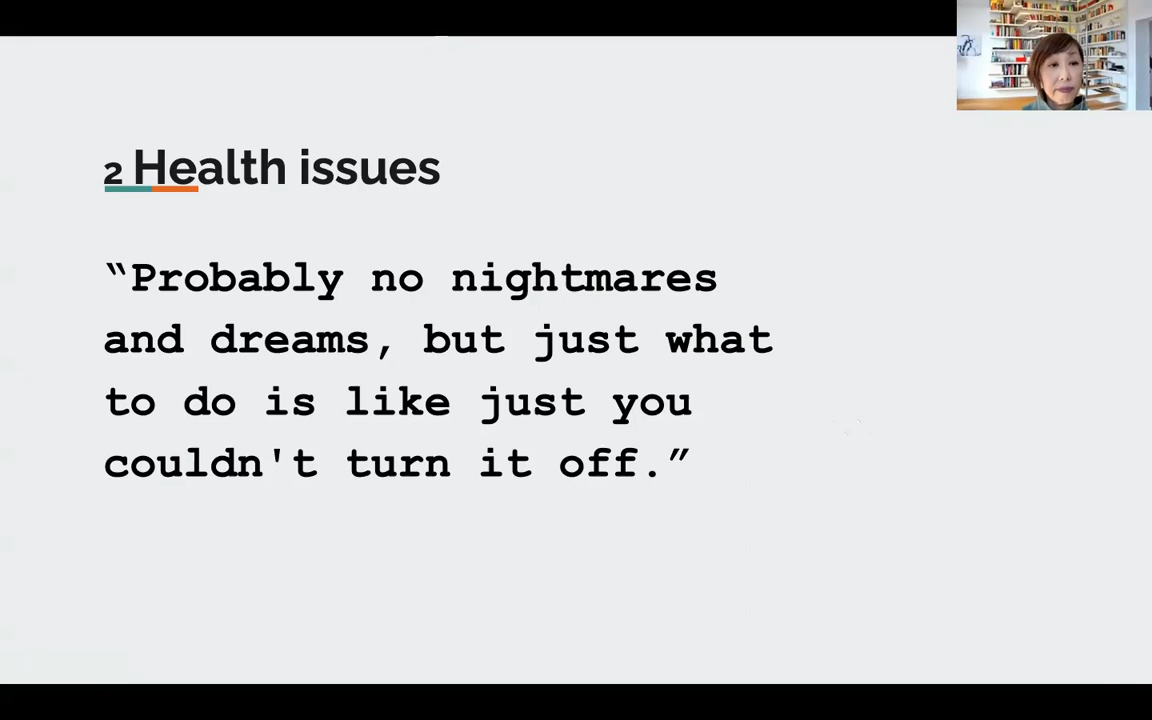 2 Health issues
“Probably no nightmares
and dreams, but just what
to do is like just you
couldn't turn it off.”